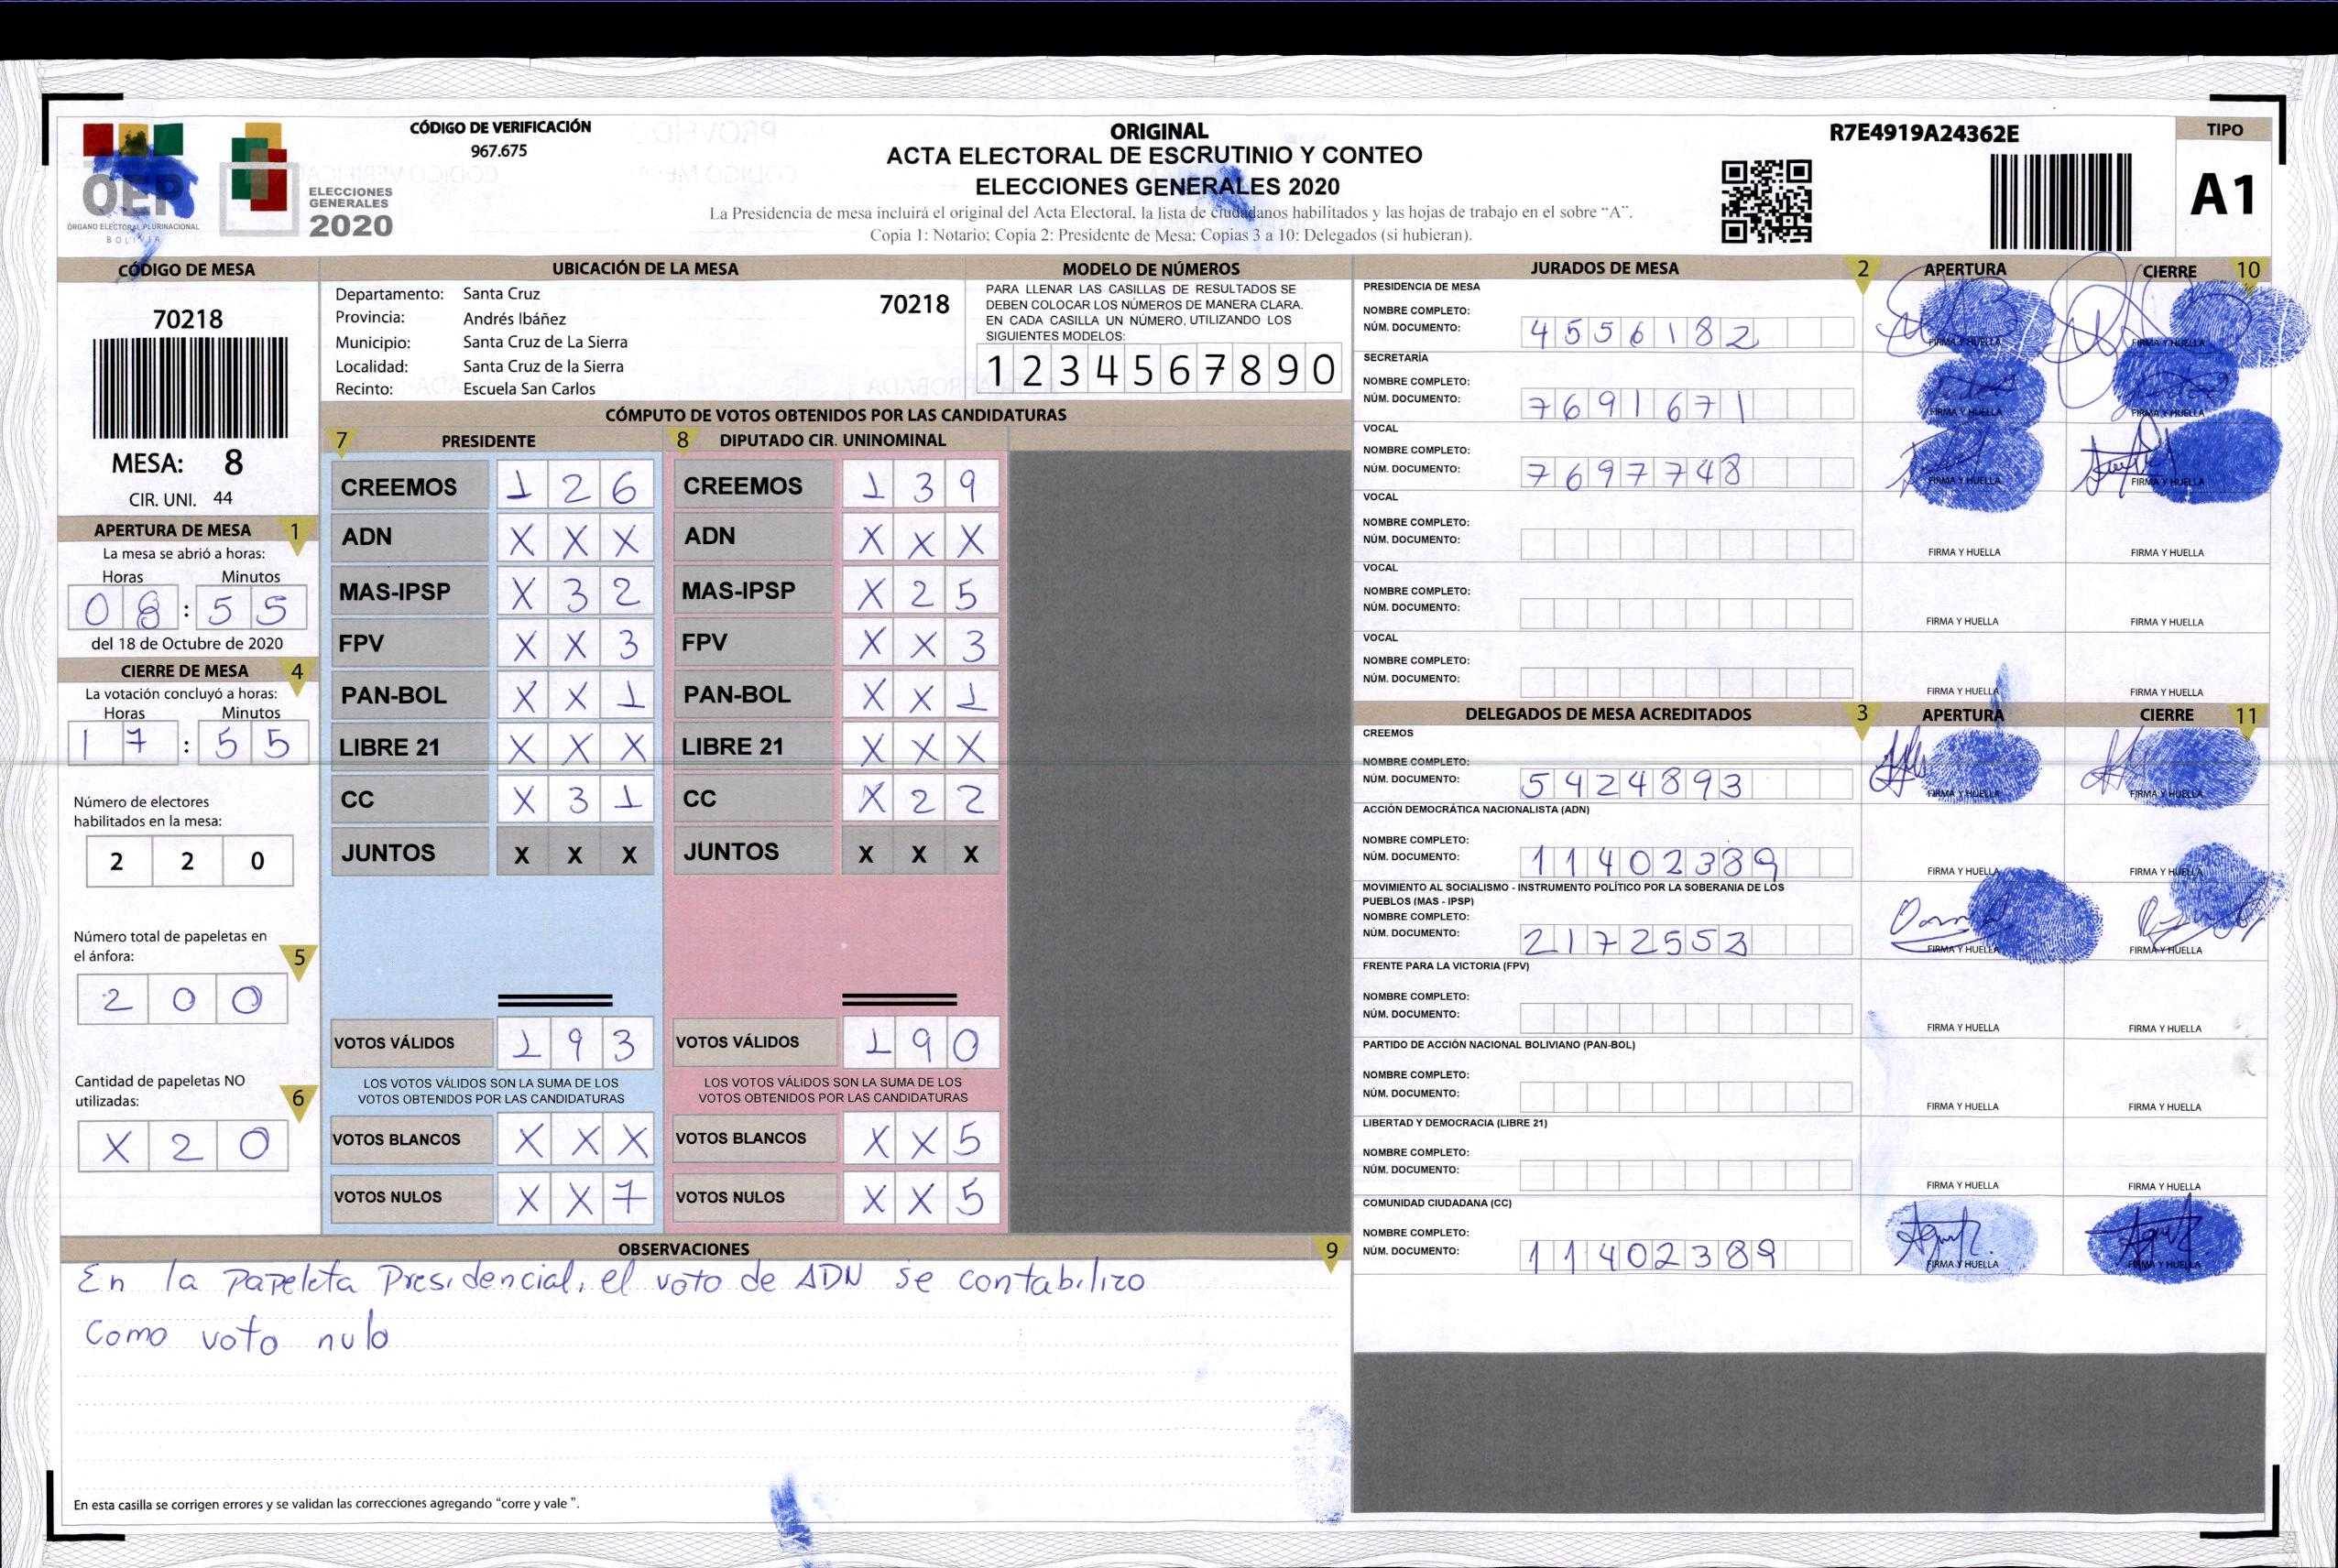 OEP
ÓRGANO ELECTORAL PLURINACIONAL
BOLIVIA
ELECCIONES
GENERALES
2020
CÓDIGO DE VERIFICACIÓN
967.675
ORIGINAL
ACTA ELECTORAL DE ESCRUTINIO Y CONTEO
ELECCIONES GENERALES 2020
La Presidencia de mesa incluirá el original del Acta Electoral, la lista de ciudadanos habilitados y las hojas de trabajo en el sobre “A”.
Copia 1: Notario; Copia 2: Presidente de Mesa; Copias 3 a 10: Delegados (si hubieran).
R7E4919A24362E
TIPO
A1
CÓDIGO DE MESA
70218
MESA: 8
CIR. UNI. 44
APERTURA DE MESA 1
La mesa se abrió a horas:
Horas Minutos
08:55
del 18 de Octubre de 2020
CIERRE DE MESA 4
La votación concluyó a horas:
Horas Minutos
17:55
Número de electores
habilitados en la mesa:
2 2 0
Número total de papeletas en
el ánfora: 5
2 0 0
Cantidad de papeletas NO
utilizadas: 6
X 2 0
UBICACIÓN DE LA MESA
Departamento: Santa Cruz 70218
Provincia: Andrés Ibáñez
Municipio: Santa Cruz de La Sierra
Localidad: Santa Cruz de la Sierra
Recinto: Escuela San Carlos
MODELO DE NÚMEROS
PARA LLENAR LAS CASILLAS DE RESULTADOS SE
DEBEN COLOCAR LOS NÚMEROS DE MANERA CLARA.
EN CADA CASILLA UN NÚMERO, UTILIZANDO LOS
SIGUIENTES MODELOS:
1 2 3 4 5 6 7 8 9 0
CÓMPUTO DE VOTOS OBTENIDOS POR LAS CANDIDATURAS
7 PRESIDENTE
CREEMOS 1 2 6
ADN X X X
MAS-IPSP X 3 2
FPV X X 3
PAN-BOL X X 1
LIBRE 21 X X X
CC X 3 1
JUNTOS X X X
VOTOS VÁLIDOS 1 9 3
LOS VOTOS VÁLIDOS SON LA SUMA DE LOS
VOTOS OBTENIDOS POR LAS CANDIDATURAS
VOTOS BLANCOS X X X
VOTOS NULOS X X 7
8 DIPUTADO CIR. UNINOMINAL
CREEMOS 1 3 9
ADN X X X
MAS-IPSP X 2 5
FPV X X 3
PAN-BOL X X 1
LIBRE 21 X X X
CC X 2 2
JUNTOS X X X
VOTOS VÁLIDOS 1 9 0
LOS VOTOS VÁLIDOS SON LA SUMA DE LOS
VOTOS OBTENIDOS POR LAS CANDIDATURAS
VOTOS BLANCOS X X 5
VOTOS NULOS X X 5
OBSERVACIONES 9
En la papeleta Presidencial, el voto de ADN se contabilizo
Como voto nulo
En esta casilla se corrigen errores y se validan las correcciones agregando “corre y vale ”.
JURADOS DE MESA 2 APERTURA CIERRE 10
PRESIDENCIA DE MESA
NOMBRE COMPLETO:
NÚM. DOCUMENTO: 4556182 FIRMA Y HUELLA FIRMA Y HUELLA
SECRETARÍA
NOMBRE COMPLETO:
NÚM. DOCUMENTO: 7691671 FIRMA Y HUELLA FIRMA Y HUELLA
VOCAL
NOMBRE COMPLETO:
NÚM. DOCUMENTO: 7697748 FIRMA Y HUELLA FIRMA Y HUELLA
VOCAL
NOMBRE COMPLETO:
NÚM. DOCUMENTO: FIRMA Y HUELLA FIRMA Y HUELLA
VOCAL
NOMBRE COMPLETO:
NÚM. DOCUMENTO: FIRMA Y HUELLA FIRMA Y HUELLA
VOCAL
NOMBRE COMPLETO:
NÚM. DOCUMENTO: FIRMA Y HUELLA FIRMA Y HUELLA
DELEGADOS DE MESA ACREDITADOS 3 APERTURA CIERRE 11
CREEMOS
NOMBRE COMPLETO:
NÚM. DOCUMENTO: 5424893 FIRMA Y HUELLA FIRMA Y HUELLA
ACCIÓN DEMOCRÁTICA NACIONALISTA (ADN)
NOMBRE COMPLETO:
NÚM. DOCUMENTO: 11402389 FIRMA Y HUELLA FIRMA Y HUELLA
MOVIMIENTO AL SOCIALISMO - INSTRUMENTO POLÍTICO POR LA SOBERANIA DE LOS
PUEBLOS (MAS - IPSP)
NOMBRE COMPLETO:
NÚM. DOCUMENTO: 2172553 FIRMA Y HUELLA FIRMA Y HUELLA
FRENTE PARA LA VICTORIA (FPV)
NOMBRE COMPLETO:
NÚM. DOCUMENTO: FIRMA Y HUELLA FIRMA Y HUELLA
PARTIDO DE ACCIÓN NACIONAL BOLIVIANO (PAN-BOL)
NOMBRE COMPLETO:
NÚM. DOCUMENTO: FIRMA Y HUELLA FIRMA Y HUELLA
LIBERTAD Y DEMOCRACIA (LIBRE 21)
NOMBRE COMPLETO:
NÚM. DOCUMENTO: FIRMA Y HUELLA FIRMA Y HUELLA
COMUNIDAD CIUDADANA (CC)
NOMBRE COMPLETO:
NÚM. DOCUMENTO: 11402389 FIRMA Y HUELLA FIRMA Y HUELLA